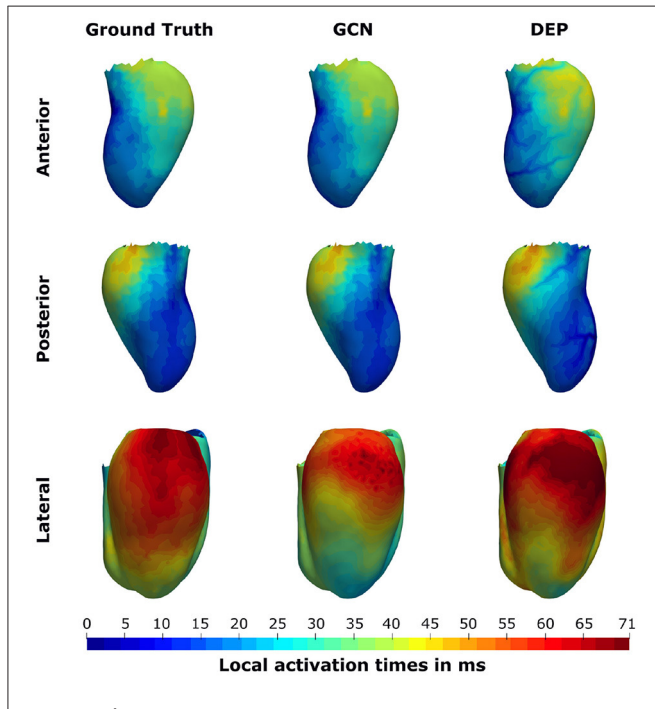 Ground Truth GCN DEP
Anterior
Posterior
Lateral
0 5 10 15 20 25 30 35 40 45 50 55 60 65 71
Local activation times in ms